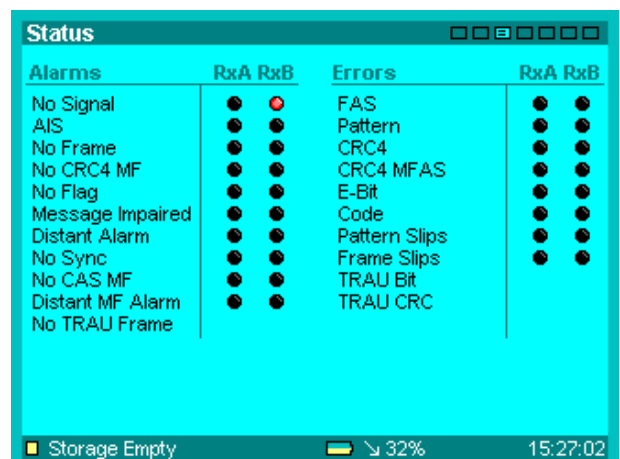 Status
Alarms RxA RxB Errors RxA RxB
No Signal FAS
AIS Pattern
No Frame CRC4
No CRC4 MF CRC4 MFAS
No Flag E-Bit
Message Impaired Code
Distant Alarm Pattern Slips
No Sync Frame Slips
No CAS MF TRAU Bit
Distant MF Alarm TRAU CRC
No TRAU Frame
Storage Empty 32% 15:27:02